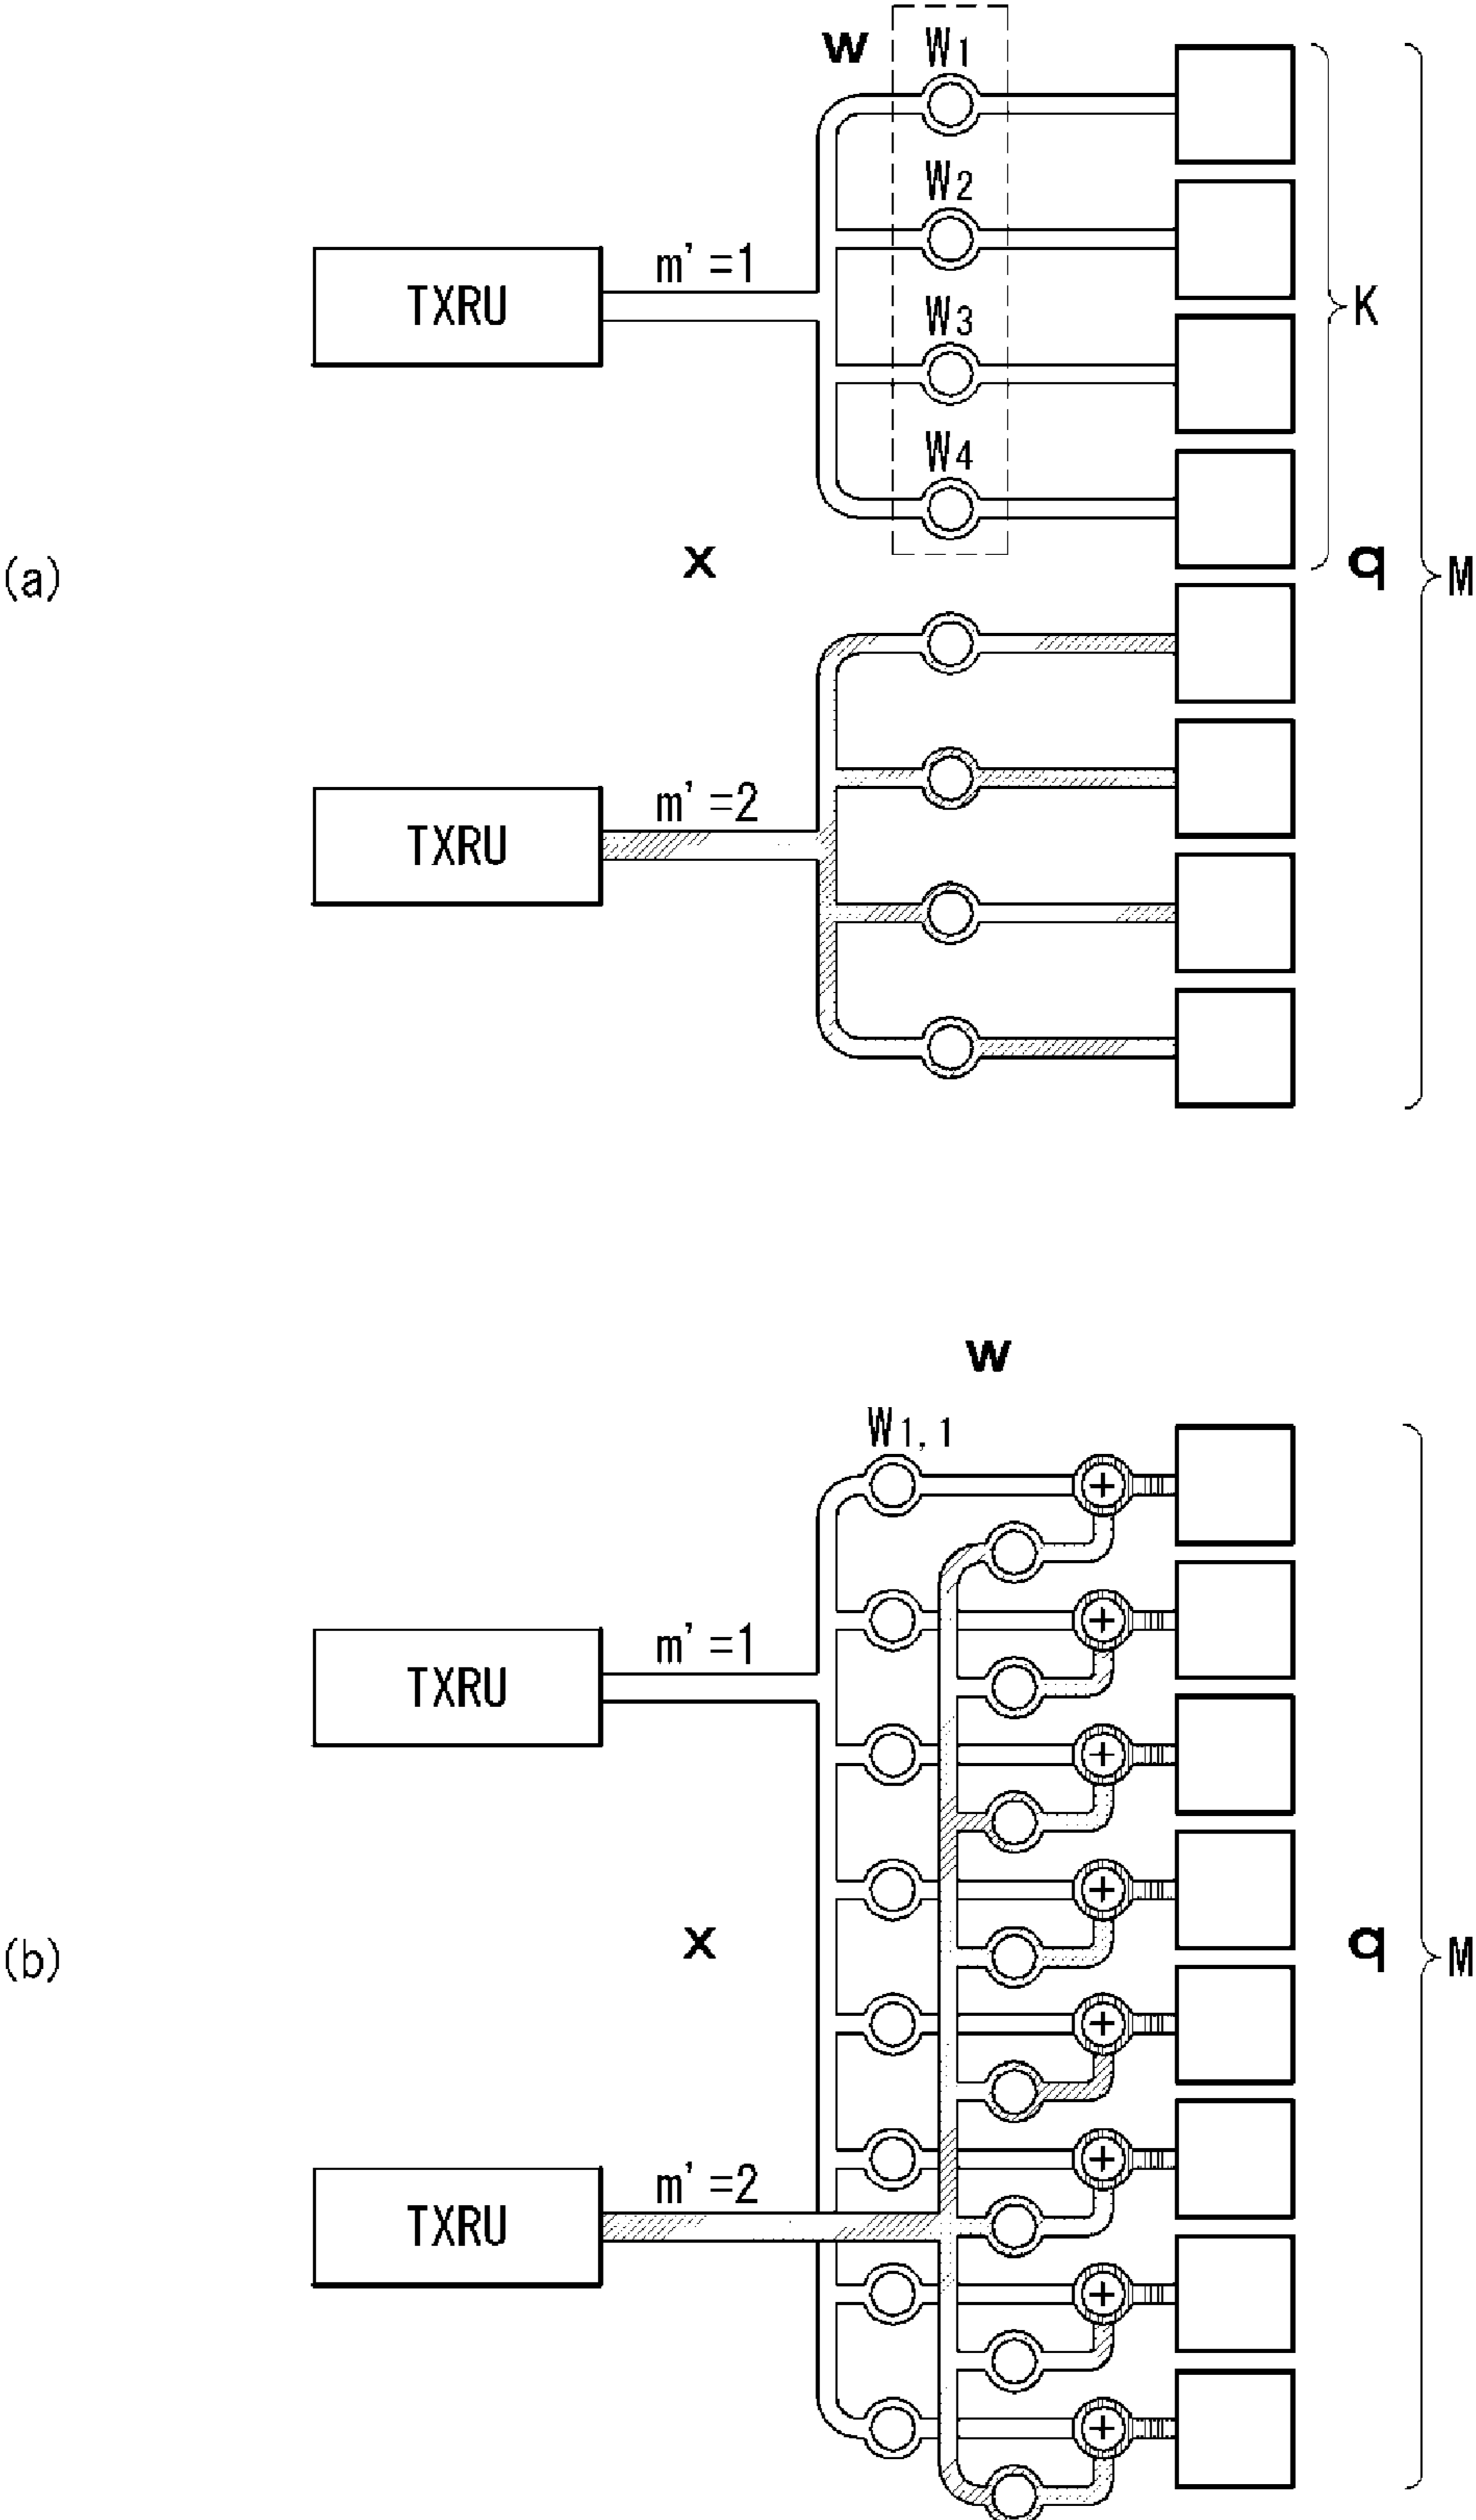 w
W1
W2
TXRU
m'=1
W3
K
W4
(a)
x
q
M
TXRU
m'=2
w
W1,1
TXRU
m'=1
+
+
+
+
(b)
x
q
M
+
TXRU
m'=2
+
+
+